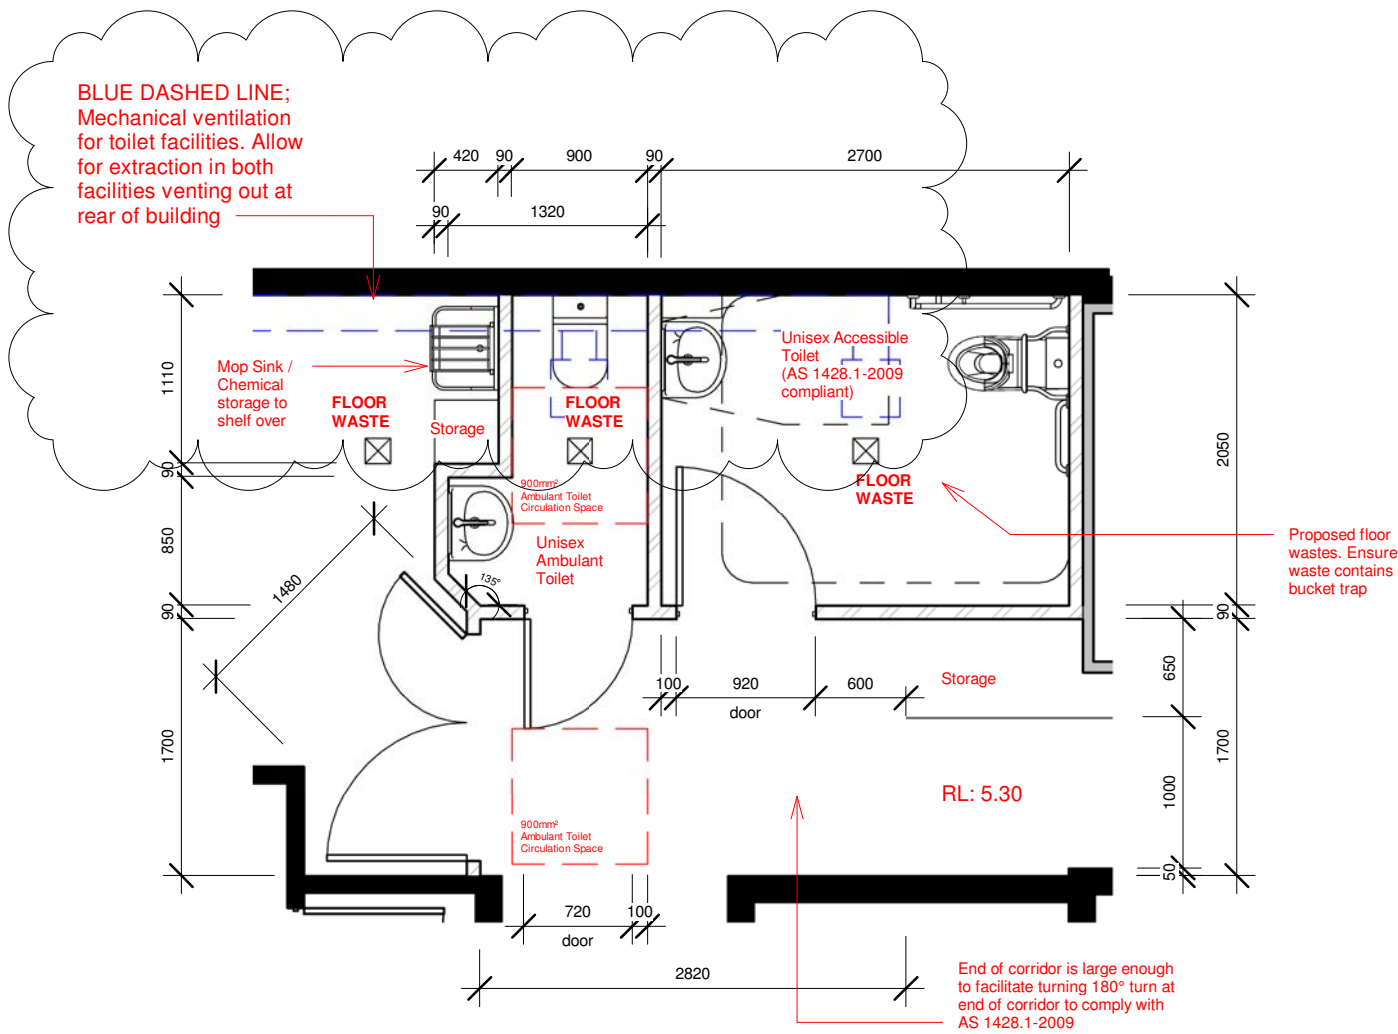 BLUE DASHED LINE;
Mechanical ventilation
for toilet facilities. Allow
for extraction in both
facilities venting out at
rear of building
420 90 900 90 2700
90 1320
Mop Sink /
Chemical
storage to
shelf over
FLOOR
WASTE
Storage
FLOOR
WASTE
Unisex Accessible
Toilet
(AS 1428.1-2009
compliant)
FLOOR
WASTE
900mm²
Ambulant Toilet
Circulation Space
Unisex
Ambulant
Toilet
135°
1110
90
850
90
1700
1480
2050
90
1700
650
1000
50
Proposed floor
wastes. Ensure
waste contains
bucket trap
100 920 600
door
Storage
RL: 5.30
900mm²
Ambulant Toilet
Circulation Space
720 100
door
2820
End of corridor is large enough
to facilitate turning 180° turn at
end of corridor to comply with
AS 1428.1-2009